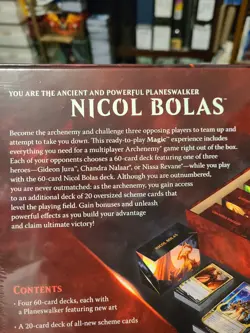 YOU ARE THE ANCIENT AND POWERFUL PLANESWALKER
NICOL BOLAS™
Become the archenemy and challenge three opposing players to team up and
attempt to take you down. This ready-to-play Magic™ experience includes
everything you need for a multiplayer Archenemy® game right out of the box.
Each of your opponents chooses a 60-card deck featuring one of three
heroes—Gideon Jura™, Chandra Nalaar®, or Nissa Revane®—while you play
with the 60-card Nicol Bolas deck. Although you are outnumbered,
you are never outmatched: as the archenemy, you gain access
to an additional deck of 20 oversized scheme cards that
level the playing field. Gain bonuses and unleash
powerful effects as you build your advantage
and claim ultimate victory!
CONTENTS
• Four 60-card decks, each with
a Planeswalker featuring new art
• A 20-card deck of all-new scheme cards